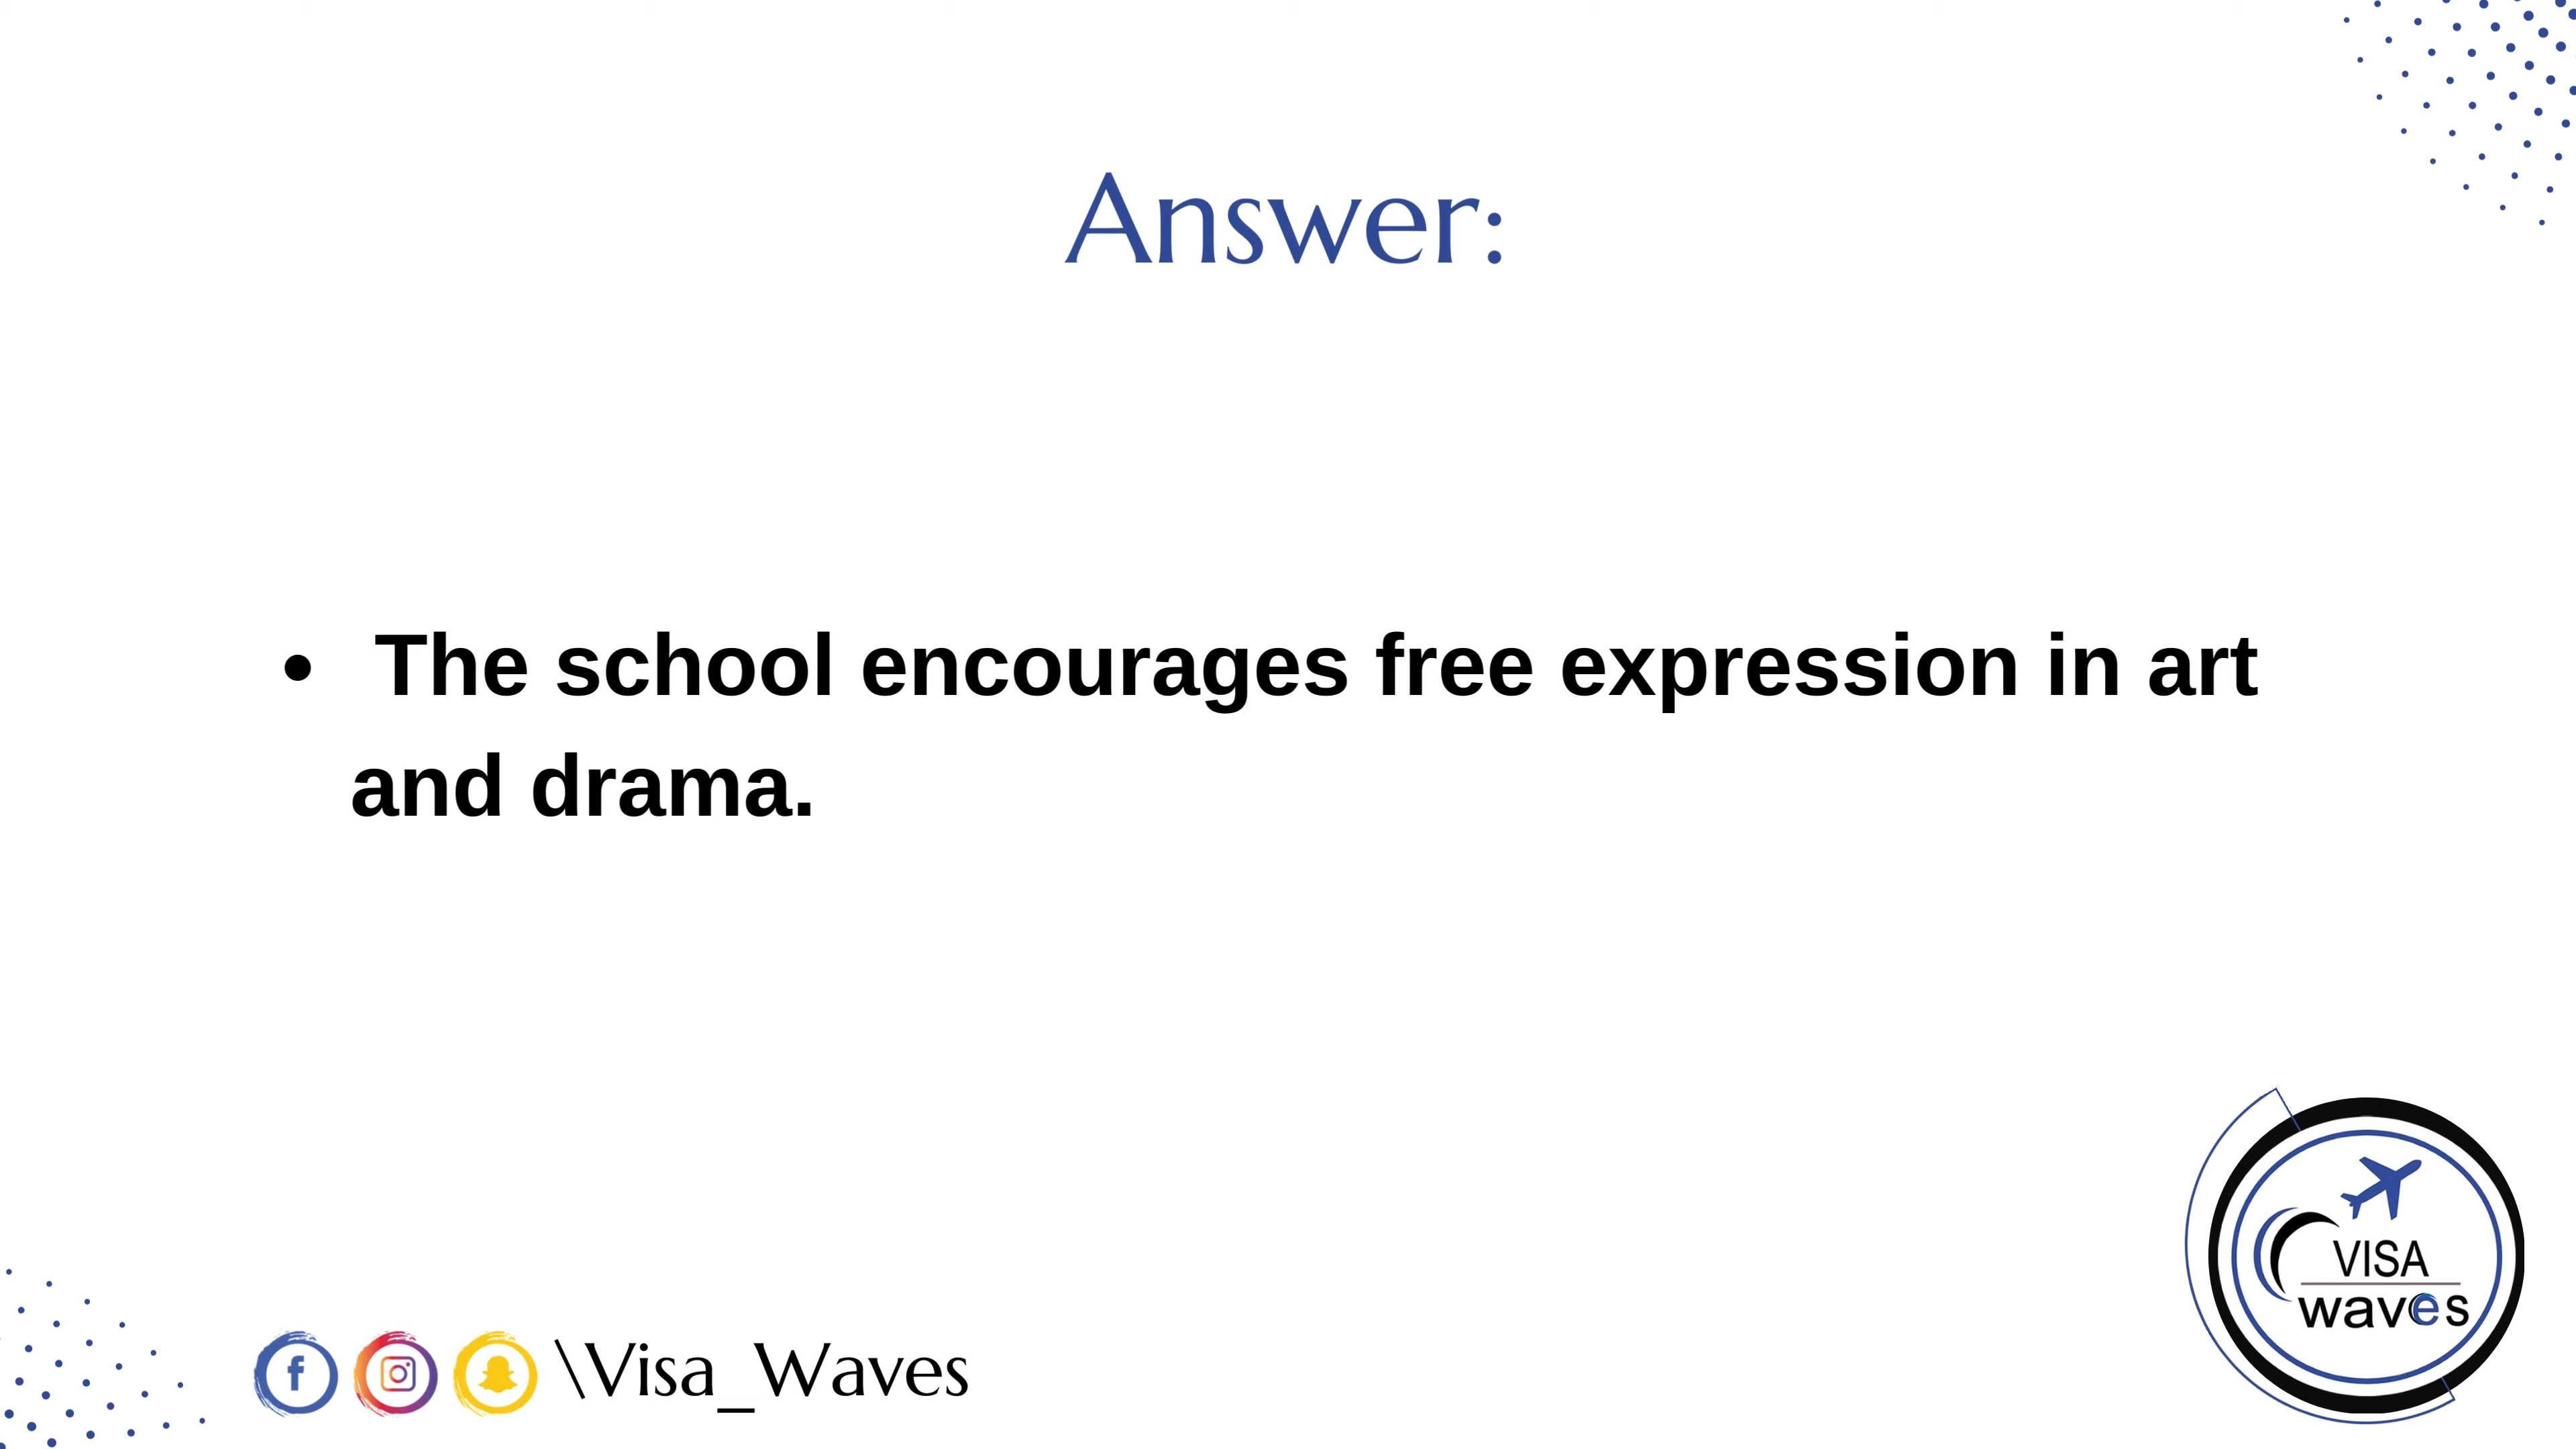 Answer:
• The school encourages free expression in art
and drama.
VISA
waves
\Visa_Waves